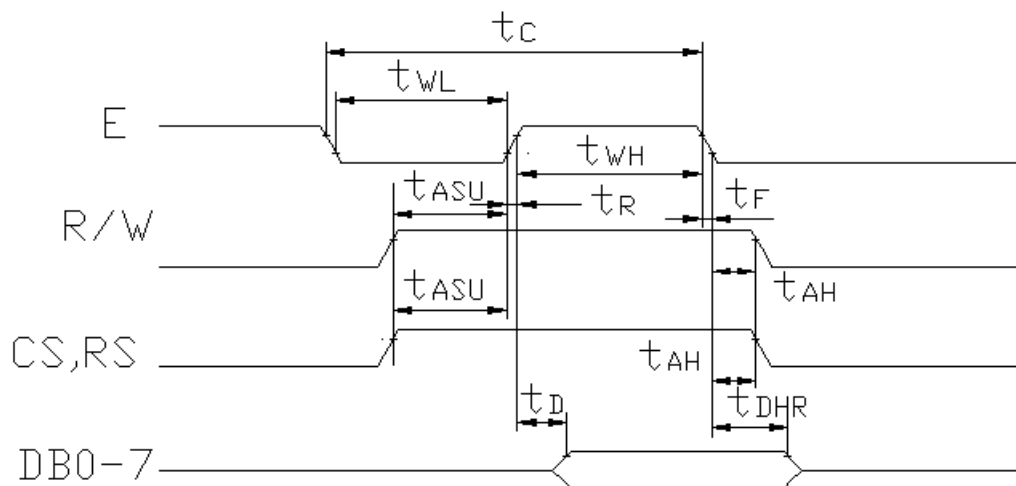 tC
tWL
E
tWH
tASU
tR
tF
R/W
tASU
tAH
CS,RS
tAH
tD
tDHR
DB0-7